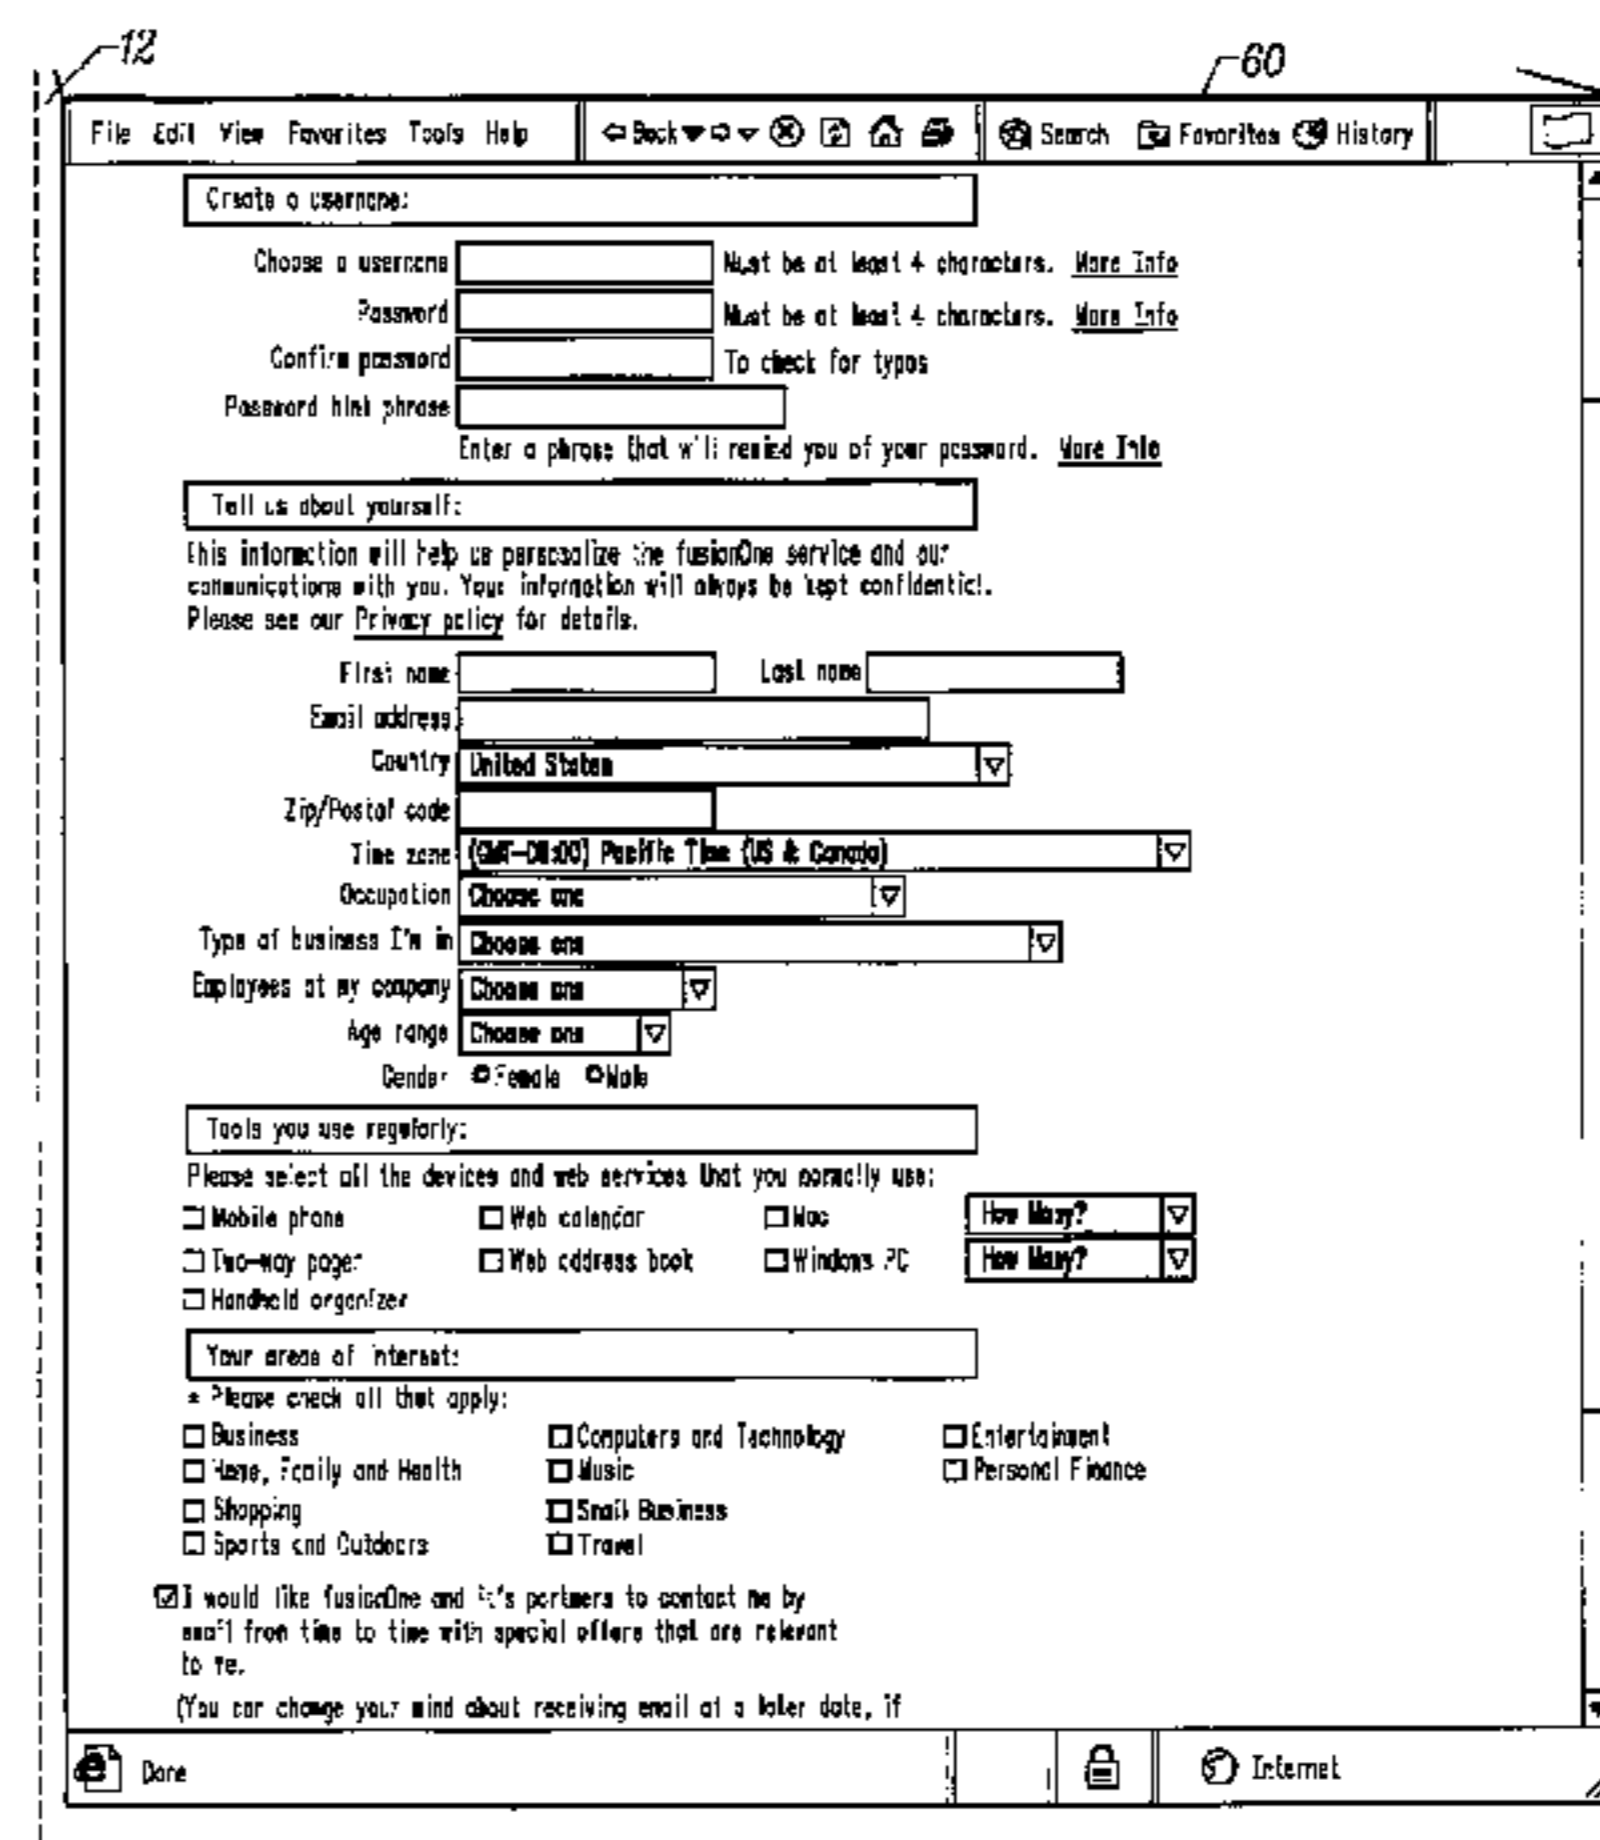 12
60
File Edit View Favorites Tools Help Back Search Favorites History
Create a username:
Choose a username Must be at least 4 characters. More Info
Password Must be at least 4 characters. More Info
Confirm password To check for typos
Password hint phrase
Enter a phrase that will remind you of your password. More Info
Tell us about yourself:
This information will help us personalize the fusionOne service and our
communications with you. Your information will always be kept confidential.
Please see our Privacy policy for details.
First name Last name
Email address
Country United States
Zip/Postal code
Time zone (GMT-08:00) Pacific Time (US & Canada)
Occupation Choose one
Type of business I'm in Choose one
Employees at my company Choose one
Age range Choose one
Gender Female Male
Tools you use regularly:
Please select all the devices and web services that you normally use:
Mobile phone Web calendar Mac How Many?
Two-way pager Web address book Windows PC How Many?
Handheld organizer
Your areas of interest:
* Please check all that apply:
Business Computers and Technology Entertainment
Home, Family and Health Music Personal Finance
Shopping Small Business
Sports and Outdoors Travel
I would like fusionOne and it's partners to contact me by
email from time to time with special offers that are relevant
to me.
(You can change your mind about receiving email at a later date, if
Done Internet